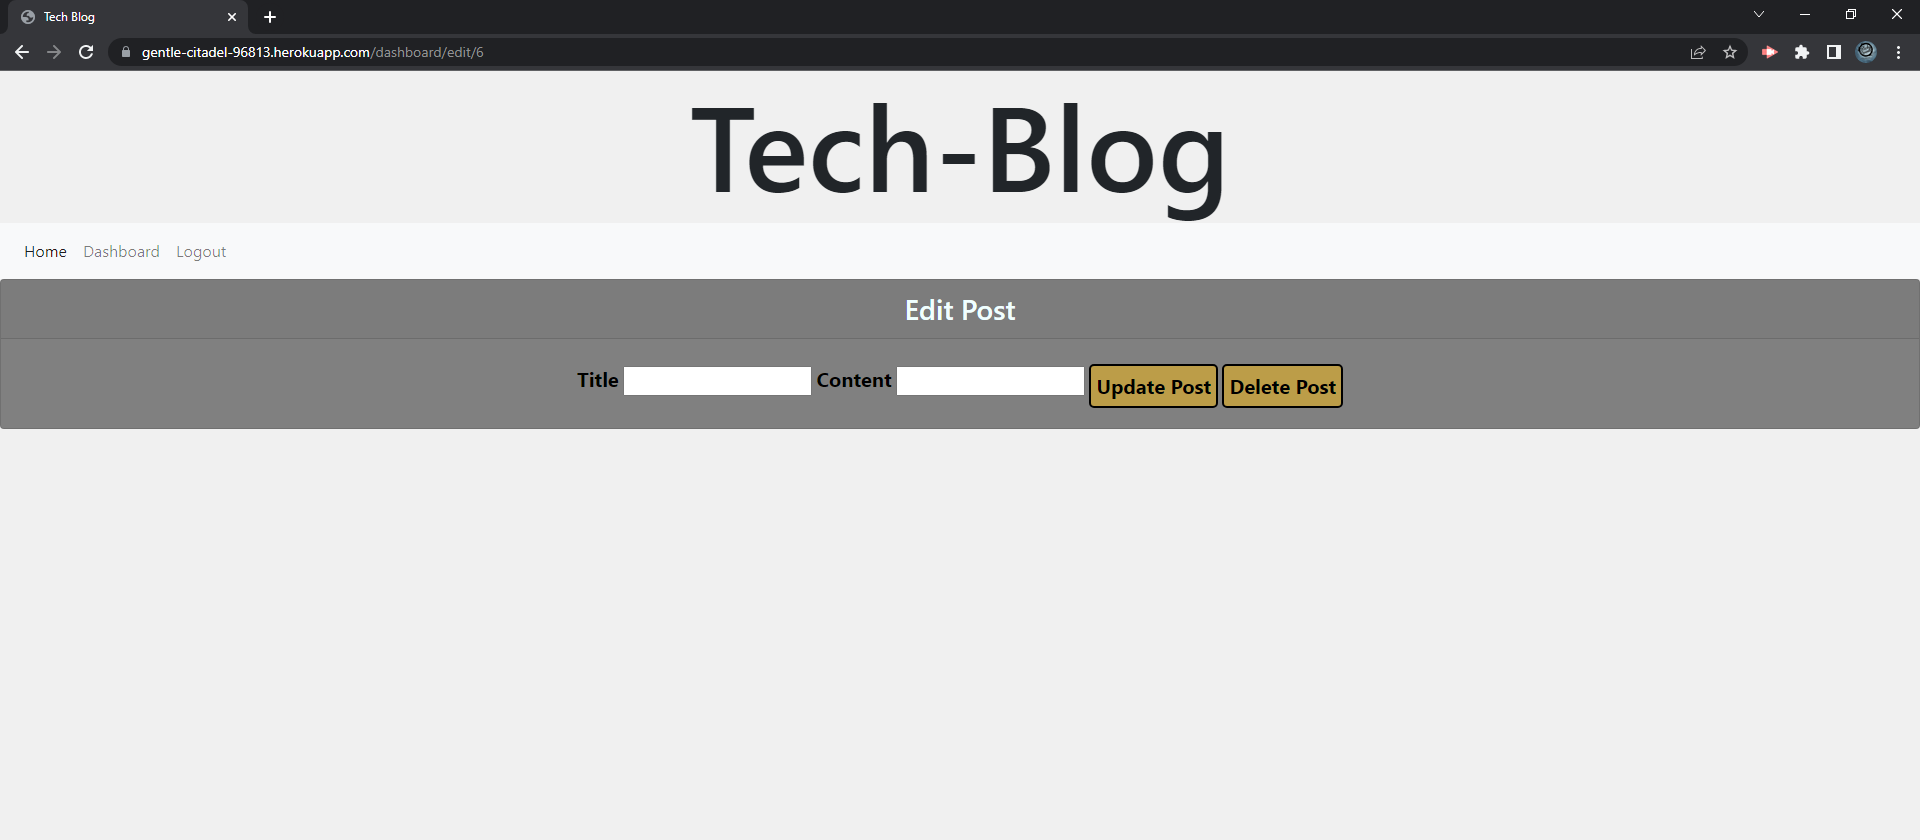 Tech Blog
gentle-citadel-96813.herokuapp.com/dashboard/edit/6
Tech-Blog
Home Dashboard Logout
Edit Post
Title Content Update Post Delete Post